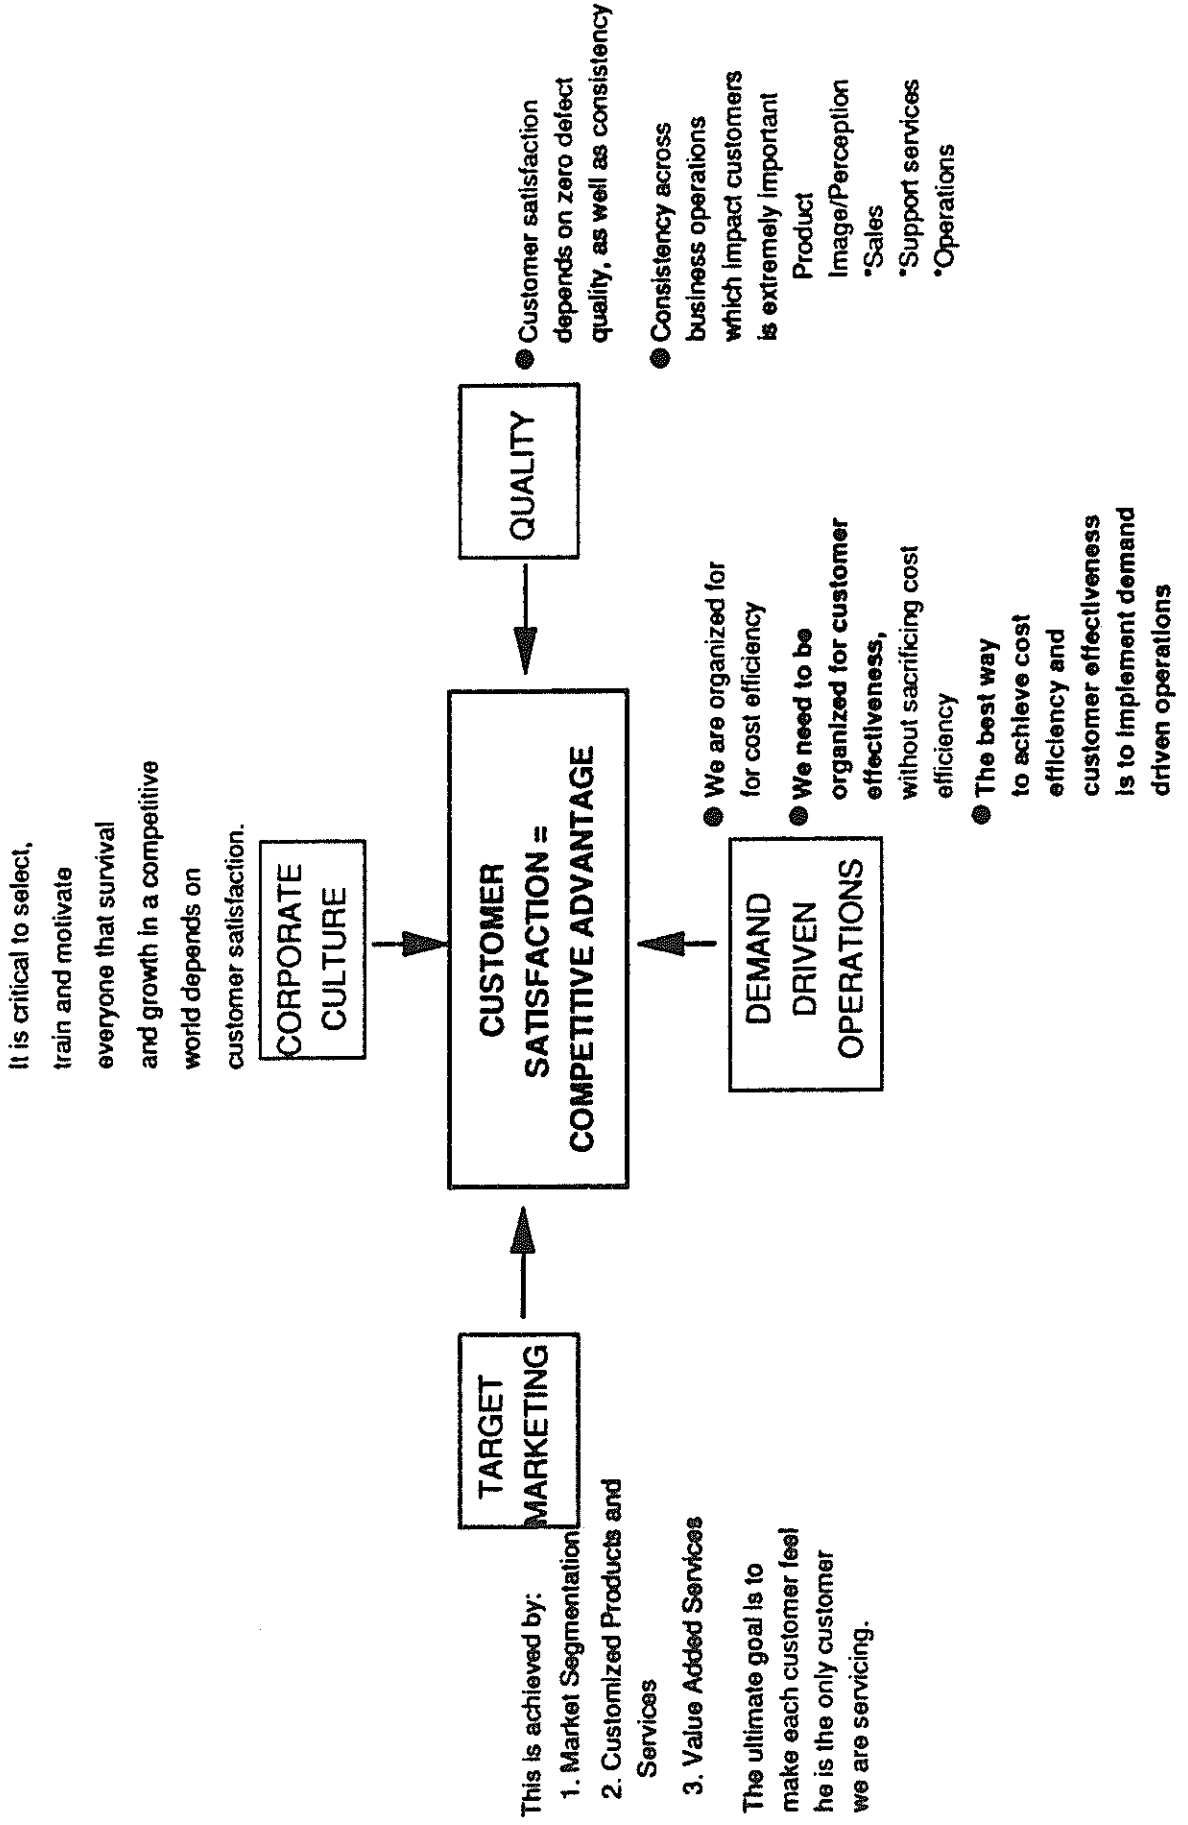 It is critical to select,
train and motivate
everyone that survival
and growth in a competitive
world depends on
customer satisfaction.
CORPORATE
CULTURE
This is achieved by:
1. Market Segmentation
2. Customized Products and
Services
3. Value Added Services
The ultimate goal is to
make each customer feel
he is the only customer
we are servicing.
TARGET
MARKETING
CUSTOMER
SATISFACTION =
COMPETITIVE ADVANTAGE
QUALITY
● Customer satisfaction
depends on zero defect
quality, as well as consistency
● Consistency across
business operations
which impact customers
is extremely important
Product
Image/Perception
*Sales
*Support services
*Operations
DEMAND
DRIVEN
OPERATIONS
● We are organized for
for cost efficiency
● We need to be
organized for customer
effectiveness,
without sacrificing cost
efficiency
● The best way
to achieve cost
efficiency and
customer effectiveness
is to implement demand
driven operations